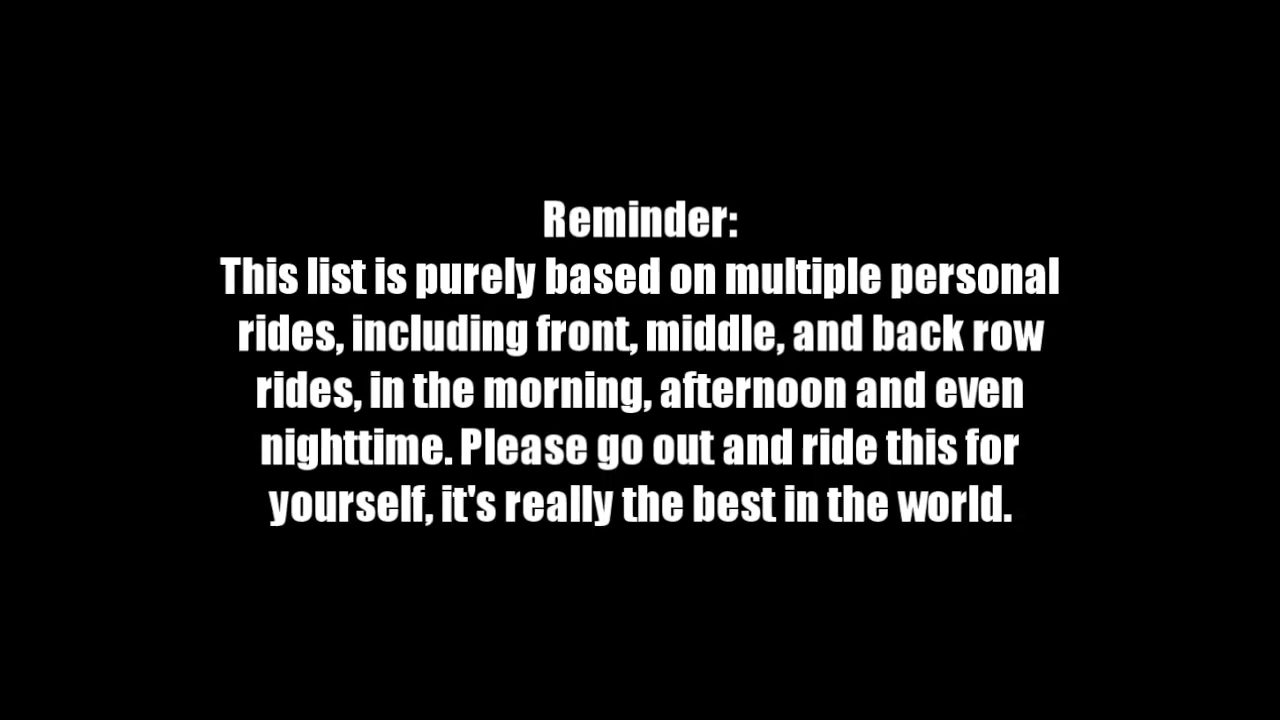 Reminder:
This list is purely based on multiple personal
rides, including front, middle, and back row
rides, in the morning, afternoon and even
nighttime. Please go out and ride this for
yourself, it's really the best in the world.